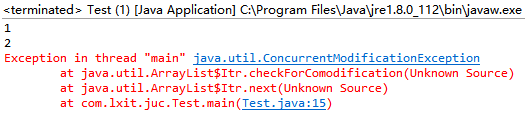 <terminated> Test (1) [Java Application] C:\Program Files\Java\jre1.8.0_112\bin\javaw.exe
1
2
Exception in thread "main" java.util.ConcurrentModificationException
at java.util.ArrayList$Itr.checkForComodification(Unknown Source)
at java.util.ArrayList$Itr.next(Unknown Source)
at com.lxit.juc.Test.main(Test.java:15)